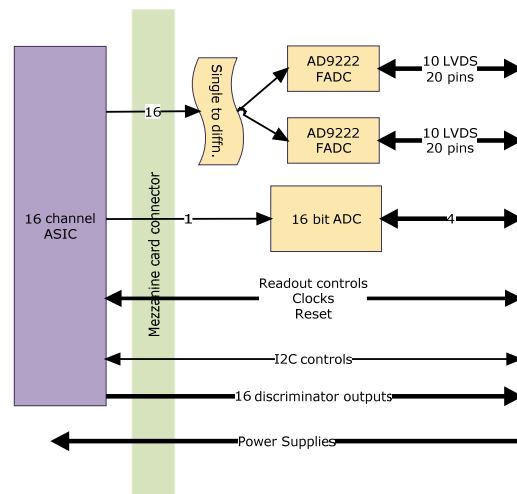 AD9222
FADC
10 LVDS
20 pins
16
Single to diffn.
AD9222
FADC
10 LVDS
20 pins
16 channel
ASIC
1
16 bit ADC
4
Mezzanine card connector
Readout controls
Clocks
Reset
I2C controls
16 discriminator outputs
Power Supplies